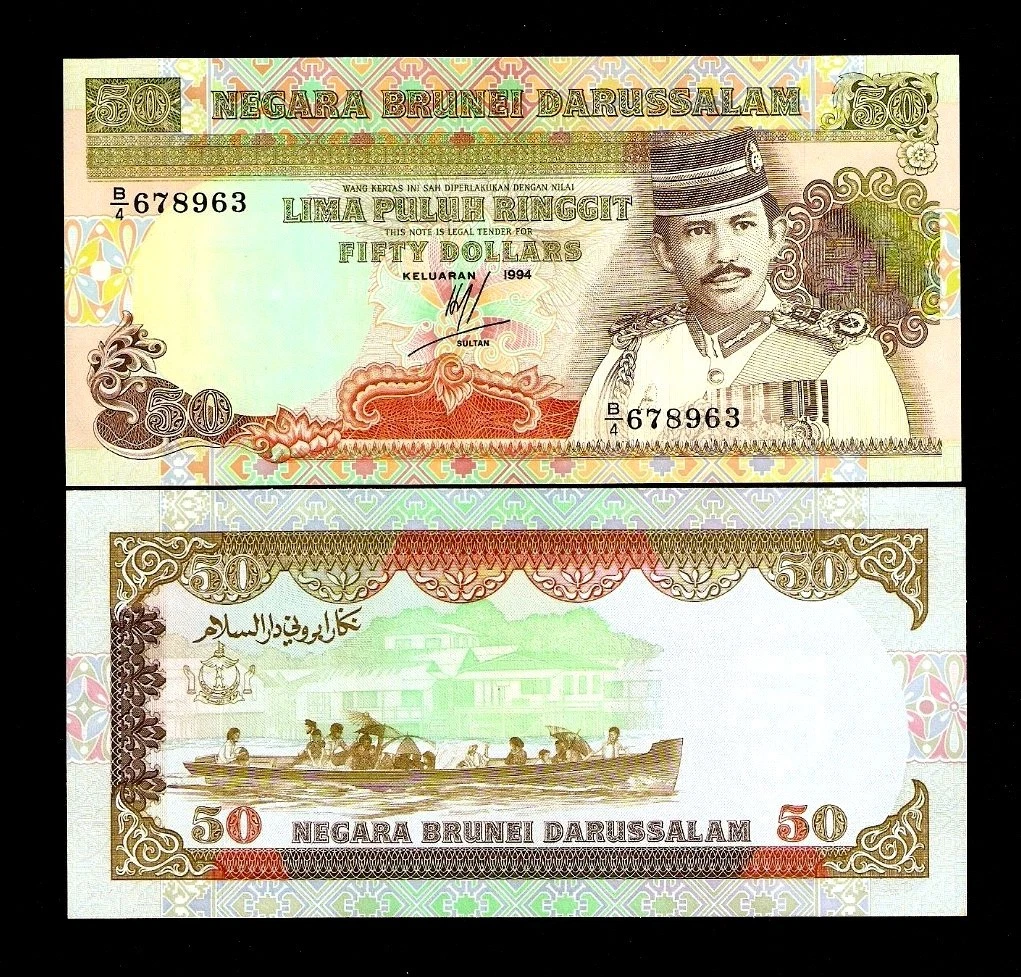 50 NEGARA BRUNEI DARUSSALAM 50
B/4 678963
WANG KERTAS INI SAH DIPERLAKUKAN DENGAN NILAI
LIMA PULUH RINGGIT
THIS NOTE IS LEGAL TENDER FOR
FIFTY DOLLARS
KELUARAN 1994
SULTAN
50
B/4 678963
50 50
نݢارا بروني دارالسلام
50 NEGARA BRUNEI DARUSSALAM 50